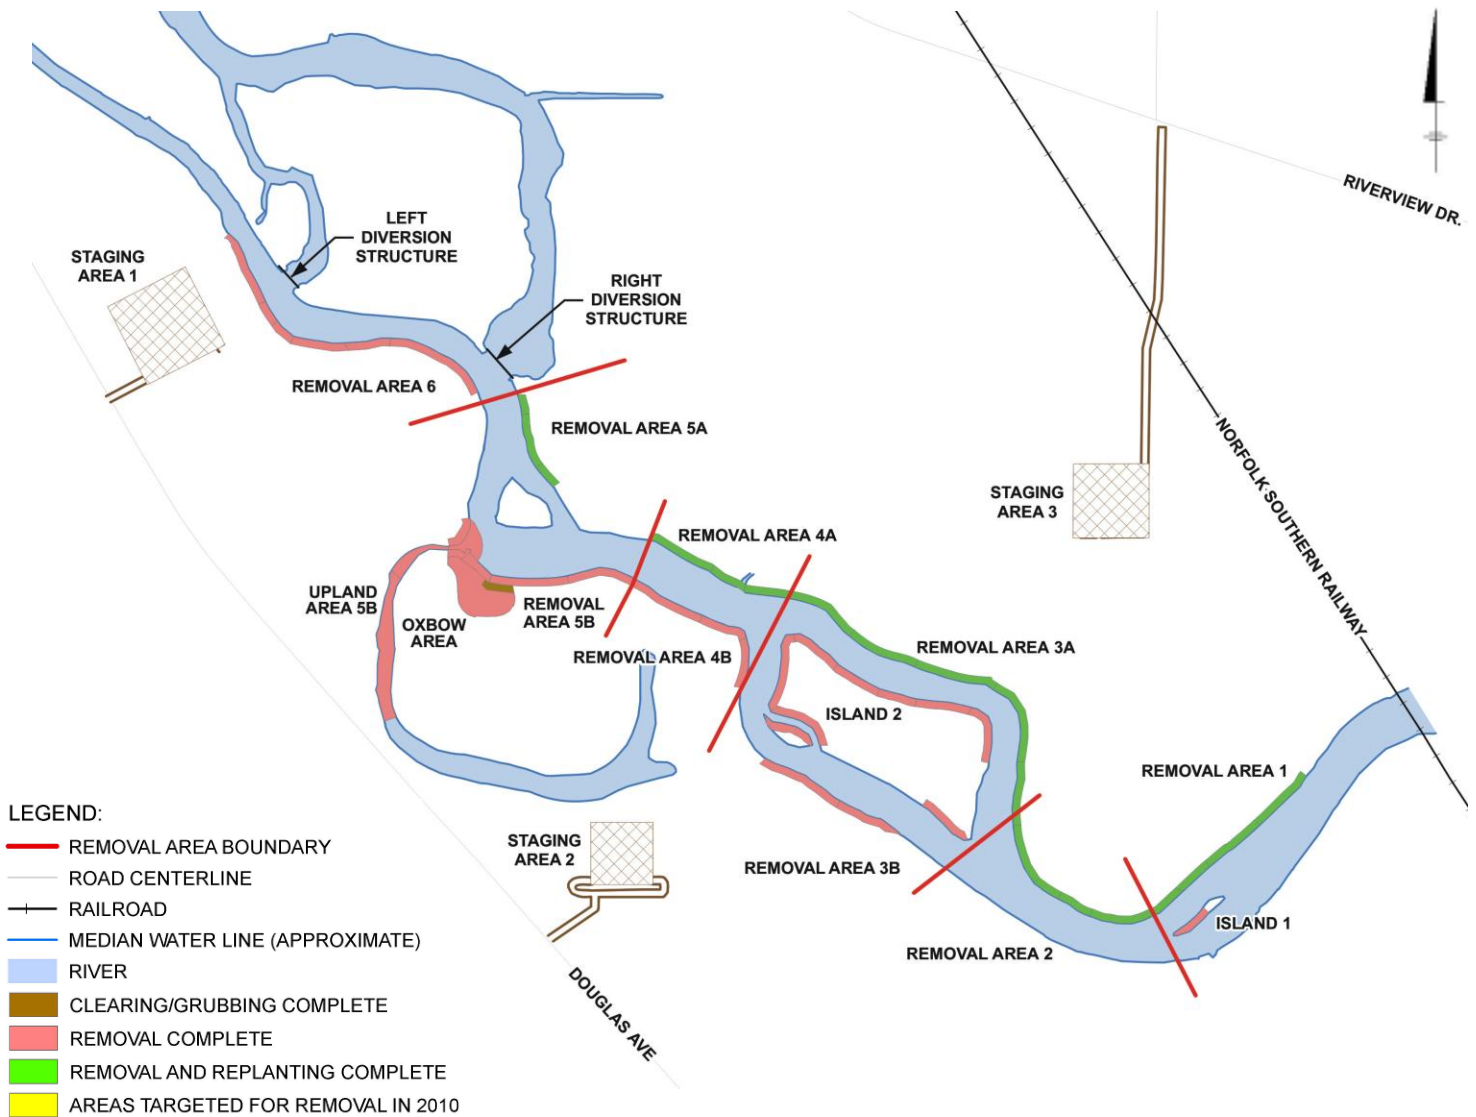 RIVERVIEW DR.
LEFT
DIVERSION
STRUCTURE
STAGING
AREA 1
RIGHT
DIVERSION
STRUCTURE
REMOVAL AREA 6
REMOVAL AREA 5A
NORFOLK SOUTHERN RAILWAY
STAGING
AREA 3
REMOVAL AREA 4A
UPLAND
AREA 5B
OXBOW
AREA
REMOVAL
AREA 5B
REMOVAL AREA 4B
REMOVAL AREA 3A
ISLAND 2
REMOVAL AREA 1
STAGING
AREA 2
REMOVAL AREA 3B
ISLAND 1
REMOVAL AREA 2
DOUGLAS AVE
LEGEND:
REMOVAL AREA BOUNDARY
ROAD CENTERLINE
RAILROAD
MEDIAN WATER LINE (APPROXIMATE)
RIVER
CLEARING/GRUBBING COMPLETE
REMOVAL COMPLETE
REMOVAL AND REPLANTING COMPLETE
AREAS TARGETED FOR REMOVAL IN 2010